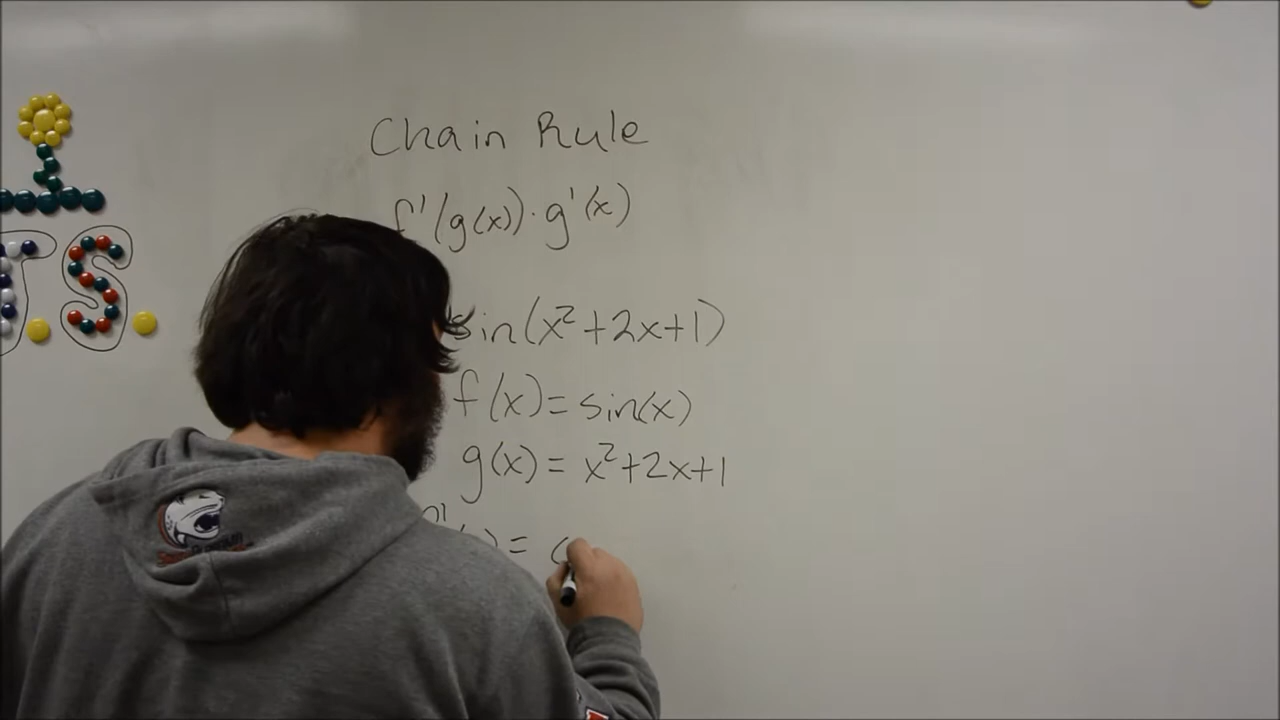 Chain Rule
f'(g(x))·g'(x)
sin(x²+2x+1)
f(x)=sin(x)
g(x)=x²+2x+1
S.